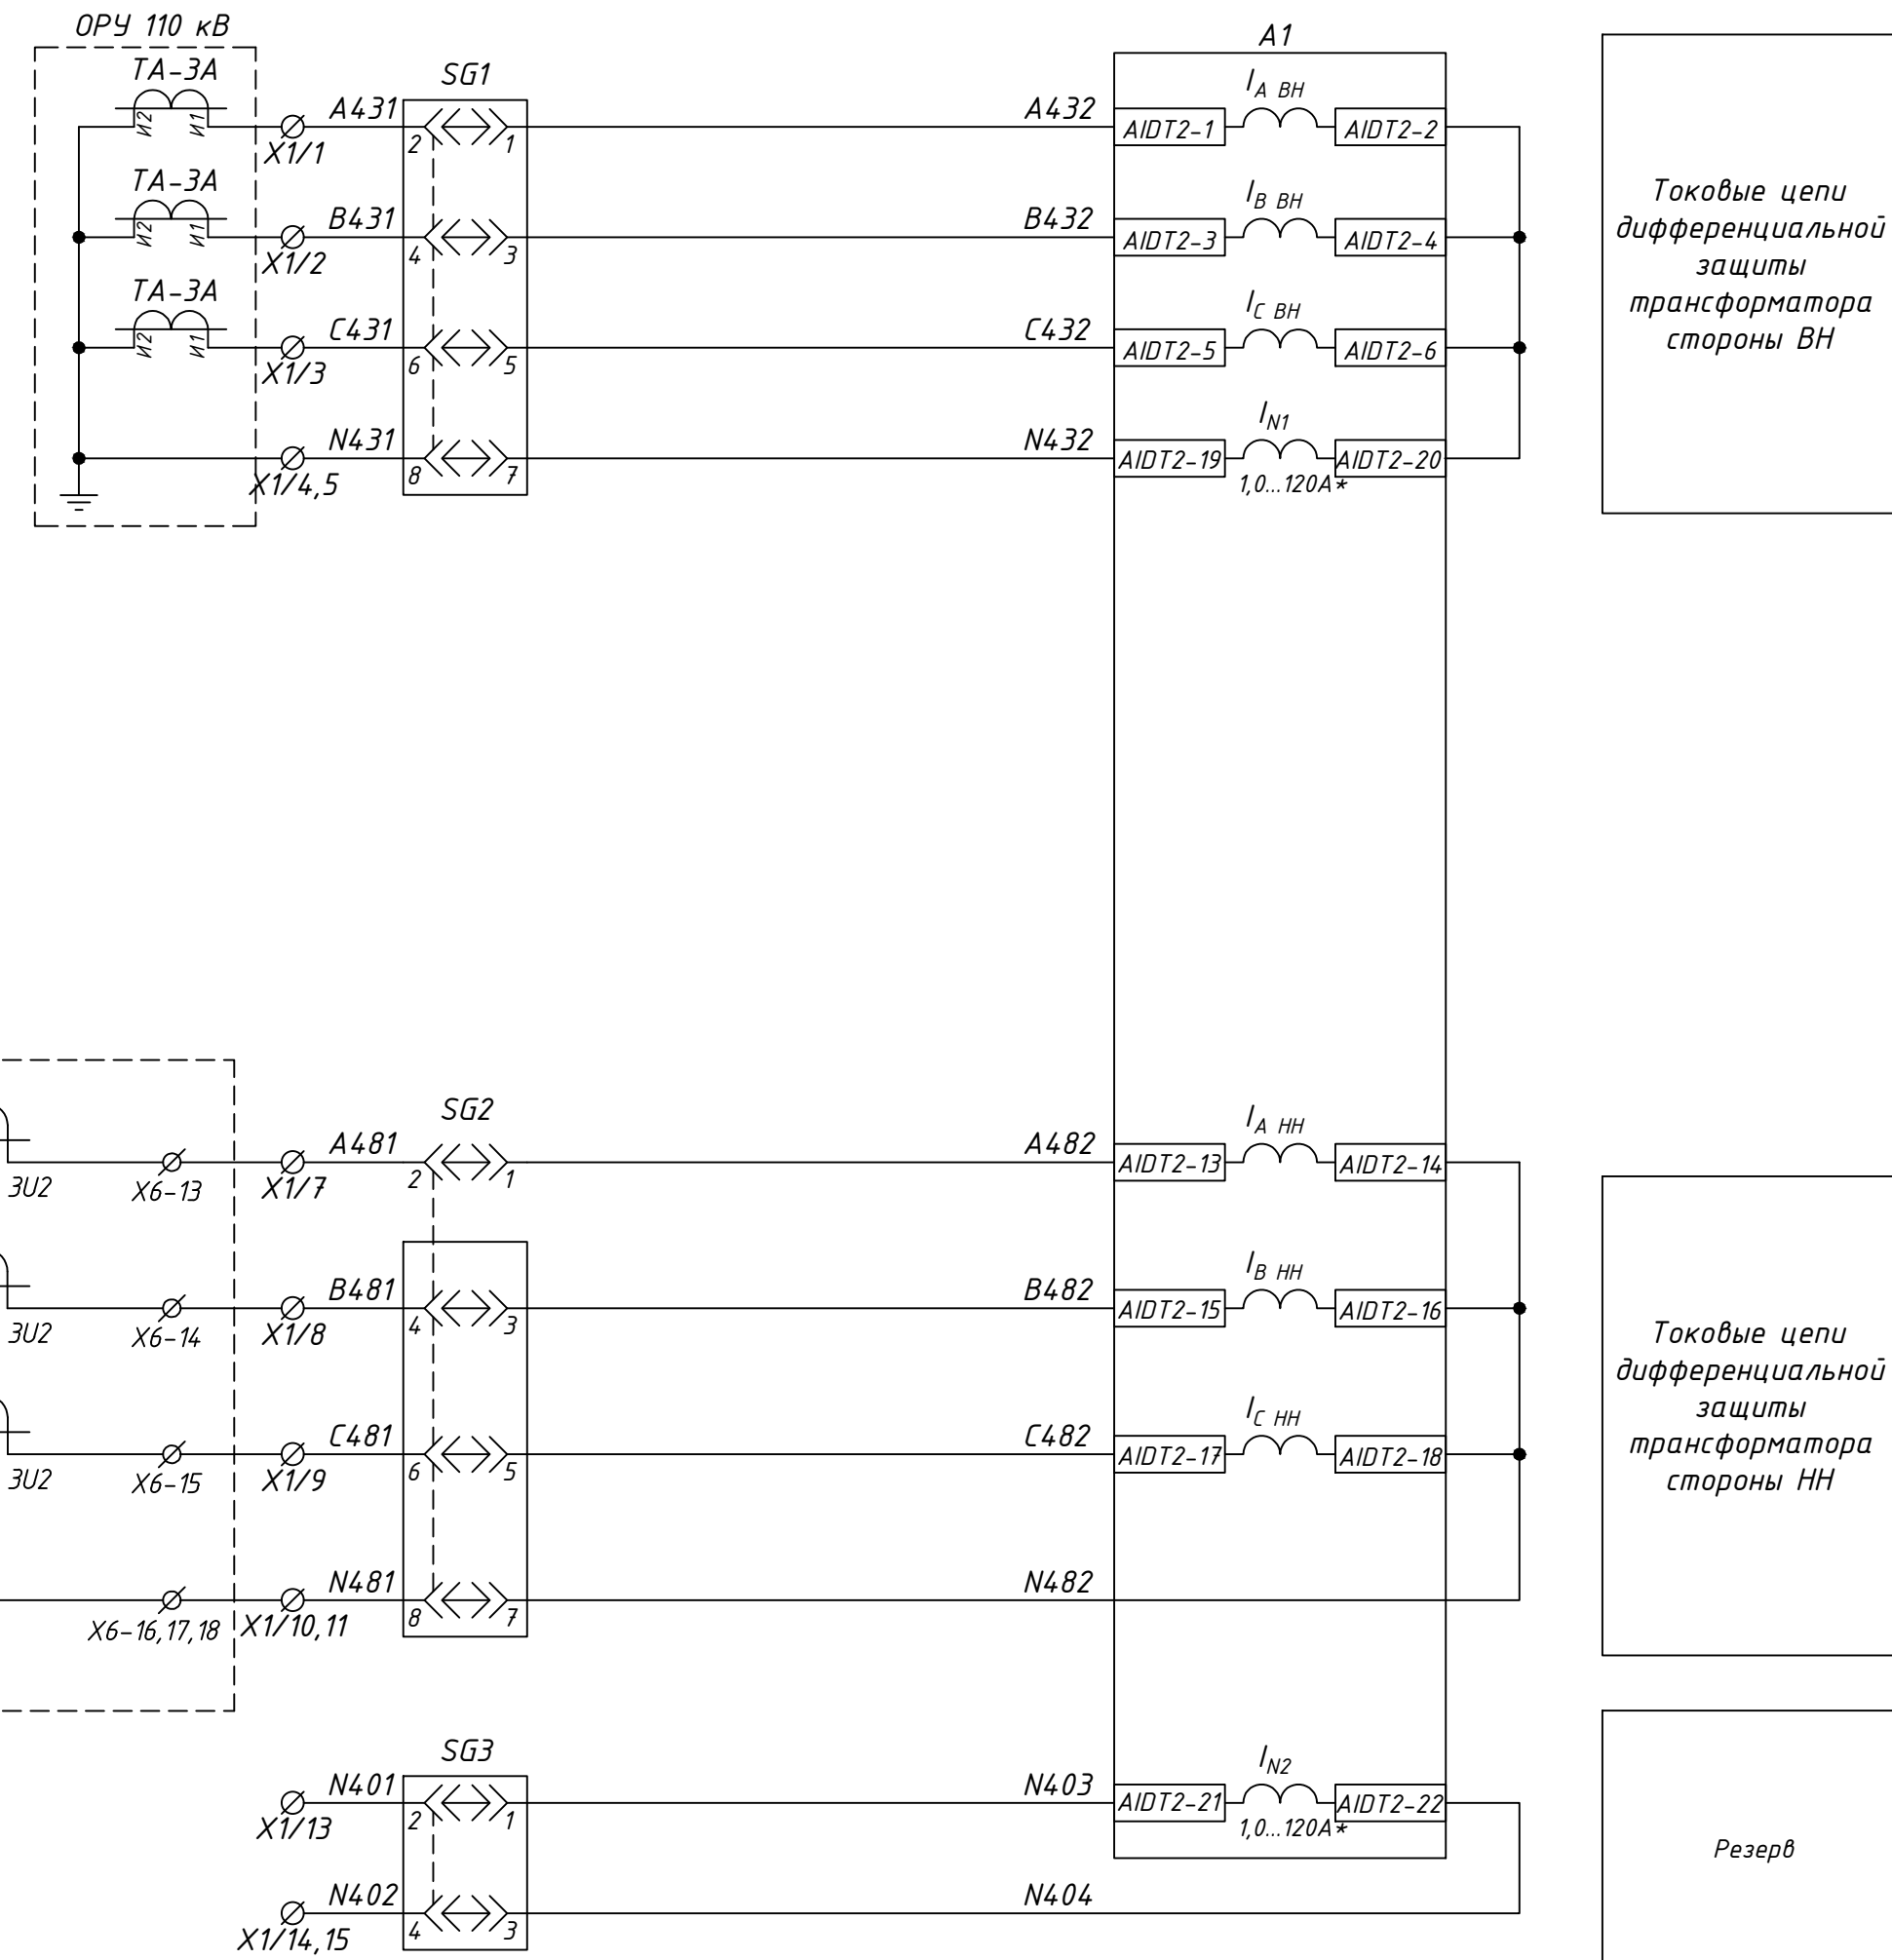 ОРУ 110 кВ
ТА-3А
И2 И1
ТА-3А
И2 И1
ТА-3А
И2 И1
X1/1
X1/2
X1/3
X1/4,5
A431
B431
C431
N431
SG1
2 1
4 3
6 5
8 7
A432
B432
C432
N432
A1
IA ВН
AIDT2-1 AIDT2-2
IB ВН
AIDT2-3 AIDT2-4
IC ВН
AIDT2-5 AIDT2-6
IN1
AIDT2-19 AIDT2-20
1,0...120А*
Токовые цепи
дифференциальной
защиты
трансформатора
стороны ВН
3U2
X6-13
3U2
X6-14
3U2
X6-15
X6-16,17,18
X1/7
X1/8
X1/9
X1/10,11
A481
B481
C481
N481
SG2
2 1
4 3
6 5
8 7
A482
B482
C482
N482
IA НН
AIDT2-13 AIDT2-14
IB НН
AIDT2-15 AIDT2-16
IC НН
AIDT2-17 AIDT2-18
Токовые цепи
дифференциальной
защиты
трансформатора
стороны НН
X1/13
X1/14,15
N401
N402
SG3
2 1
4 3
N403
N404
IN2
AIDT2-21 AIDT2-22
1,0...120А*
Резерв